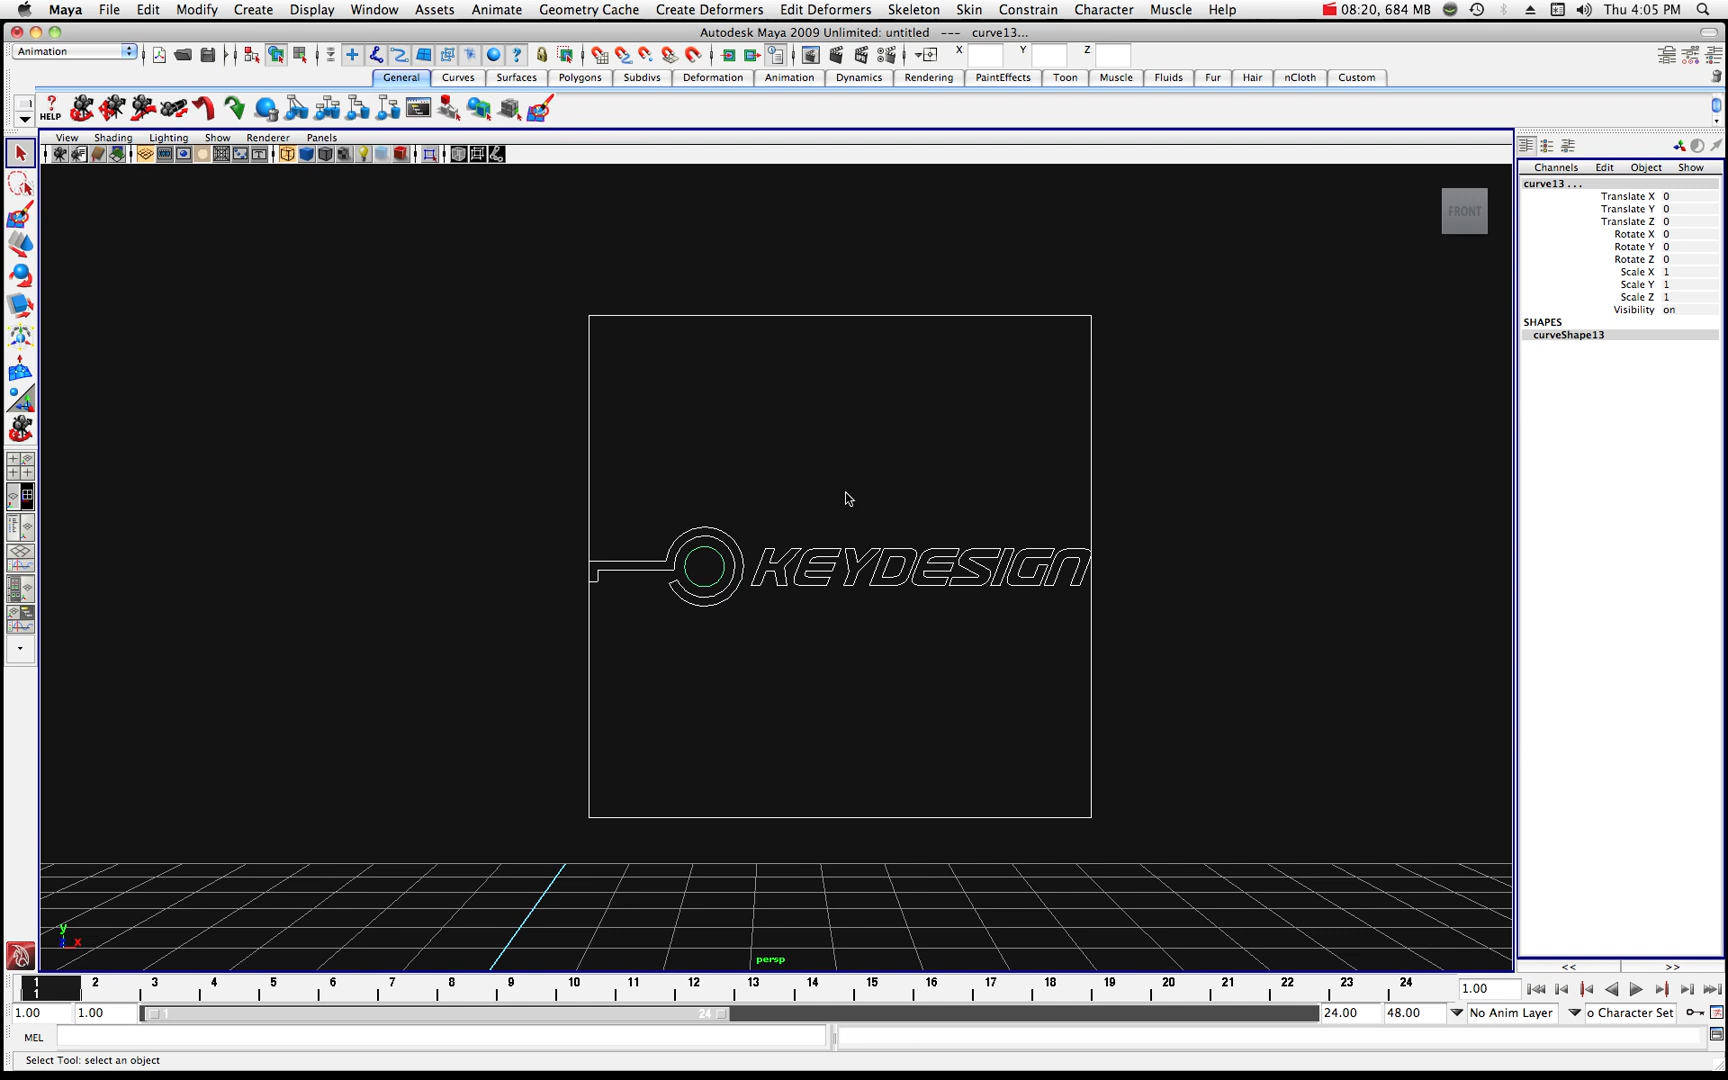 Maya File Edit Modify Create Display Window Assets Animate Geometry Cache Create Deformers Edit Deformers Skeleton Skin Constrain Character Muscle Help 08:20, 684 MB Thu 4:05 PM
Autodesk Maya 2009 Unlimited: untitled --- curve13...
Animation X Y Z
General Curves Surfaces Polygons Subdivs Deformation Animation Dynamics Rendering PaintEffects Toon Muscle Fluids Fur Hair nCloth Custom
? HELP
View Shading Lighting Show Renderer Panels
Channels Edit Object Show
curve13 ...
Translate X 0
Translate Y 0
Translate Z 0
Rotate X 0
Rotate Y 0
Rotate Z 0
Scale X 1
Scale Y 1
Scale Z 1
Visibility on
SHAPES
curveShape13
FRONT
KEYDESIGN
y
x
persp
<< >>
1 2 3 4 5 6 7 8 9 10 11 12 13 14 15 16 17 18 19 20 21 22 23 24 1.00
1
1.00 1.00 1 24 24.00 48.00 No Anim Layer o Character Set
MEL
Select Tool: select an object